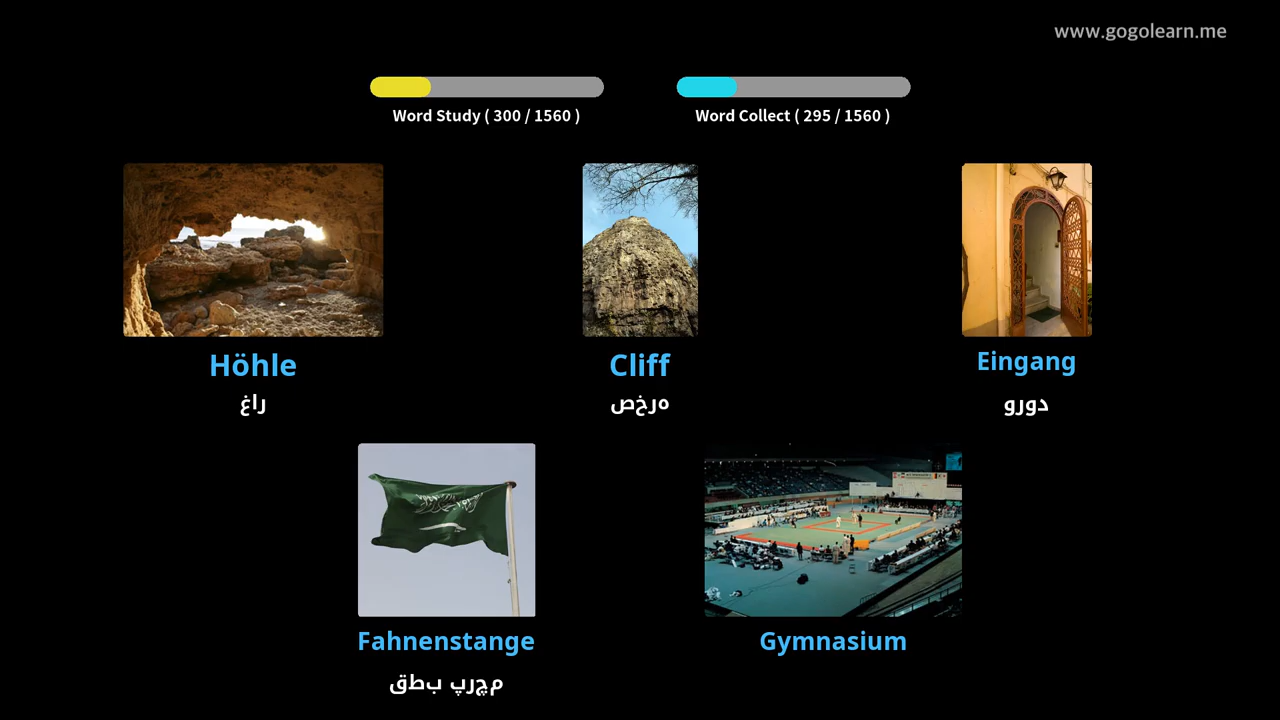 www.gogolearn.me
Word Study ( 300 / 1560 )
Word Collect ( 295 / 1560 )
Höhle
راغ
Cliff
هرخص
Eingang
دورو
Fahnenstange
مچرپ بطق
Gymnasium